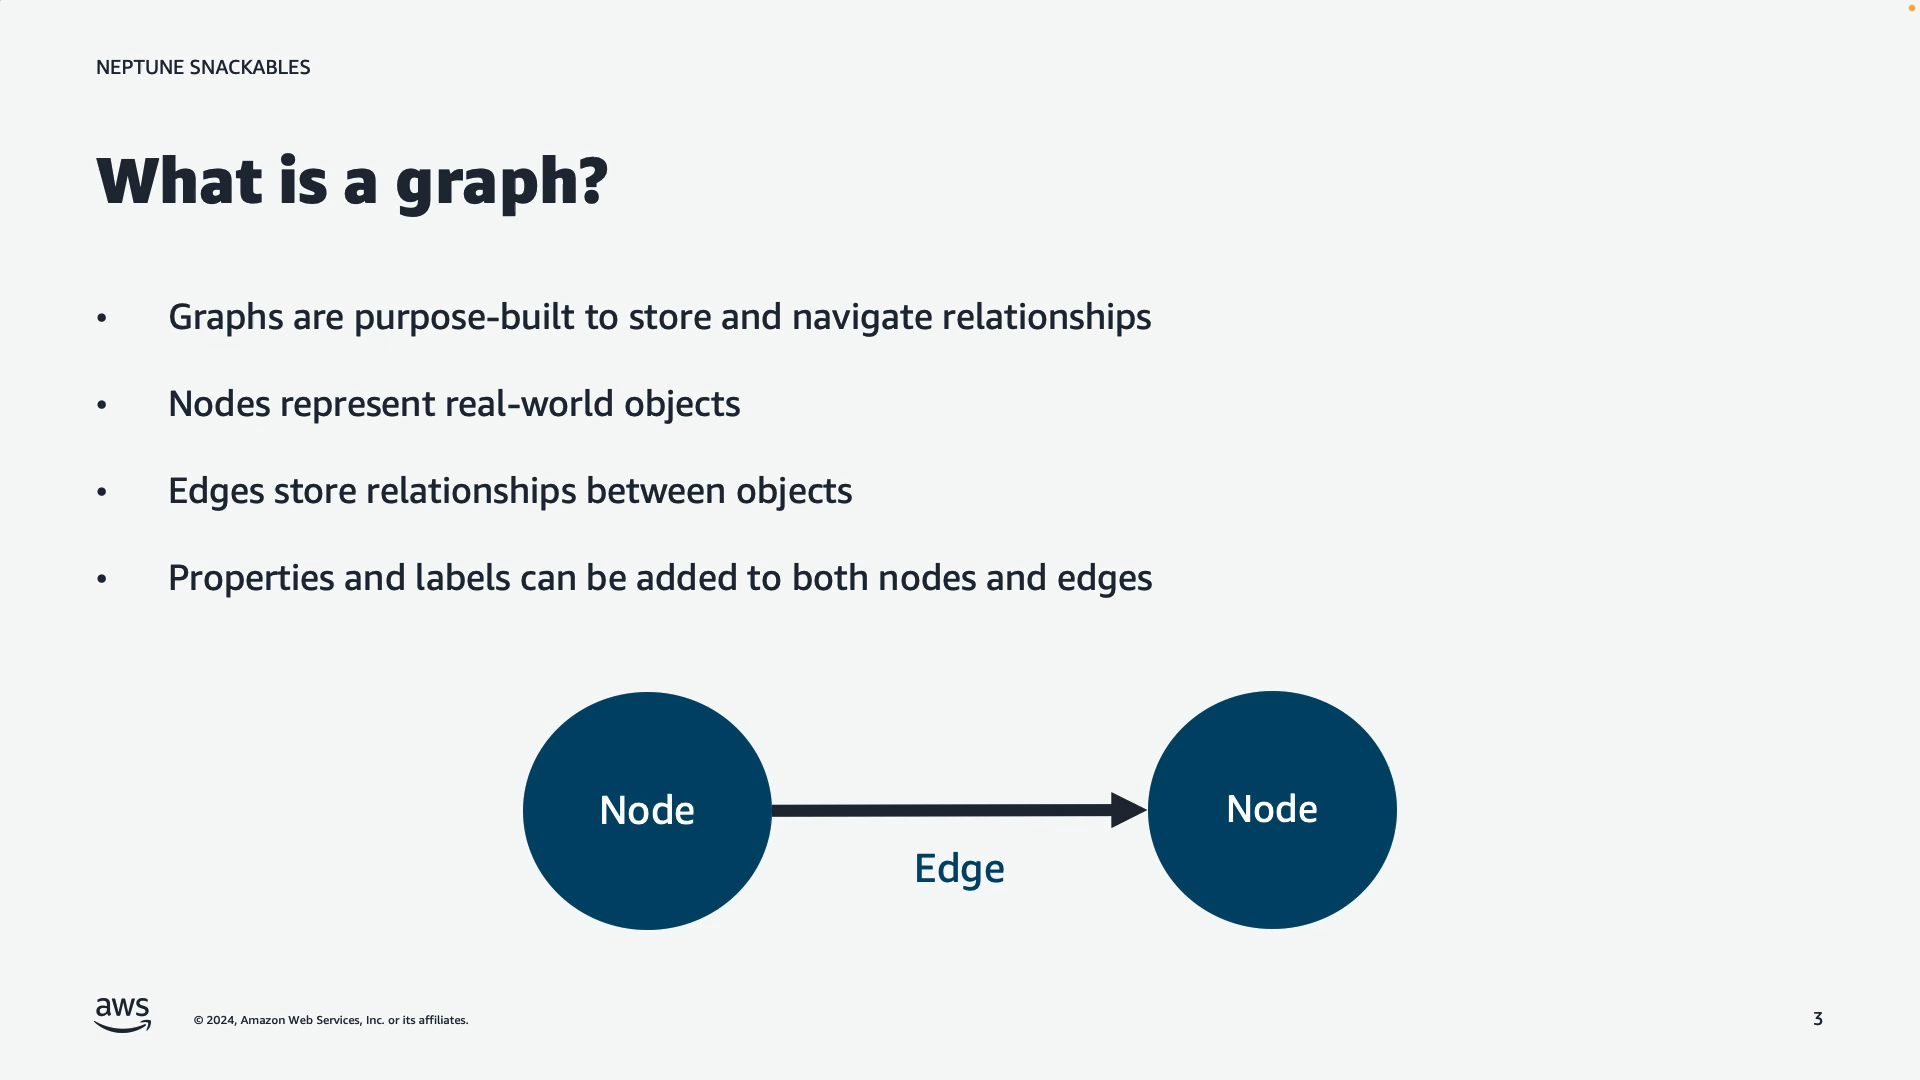 NEPTUNE SNACKABLES
What is a graph?
• Graphs are purpose-built to store and navigate relationships
• Nodes represent real-world objects
• Edges store relationships between objects
• Properties and labels can be added to both nodes and edges
Node
Node
Edge
aws
© 2024, Amazon Web Services, Inc. or its affiliates.
3